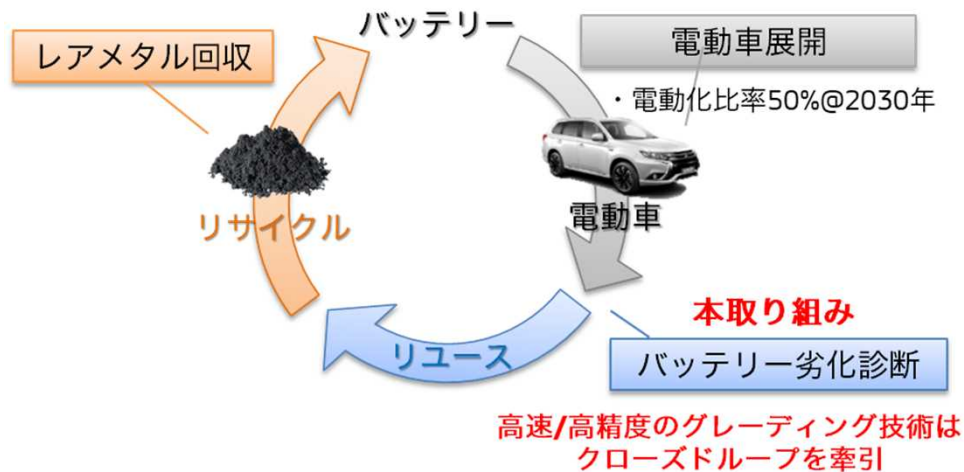 バッテリー
レアメタル回収
電動車展開
・電動化比率50%@2030年
電動車
リサイクル
本取り組み
リユース
バッテリー劣化診断
高速/高精度のグレーディング技術は
クローズドループを牽引